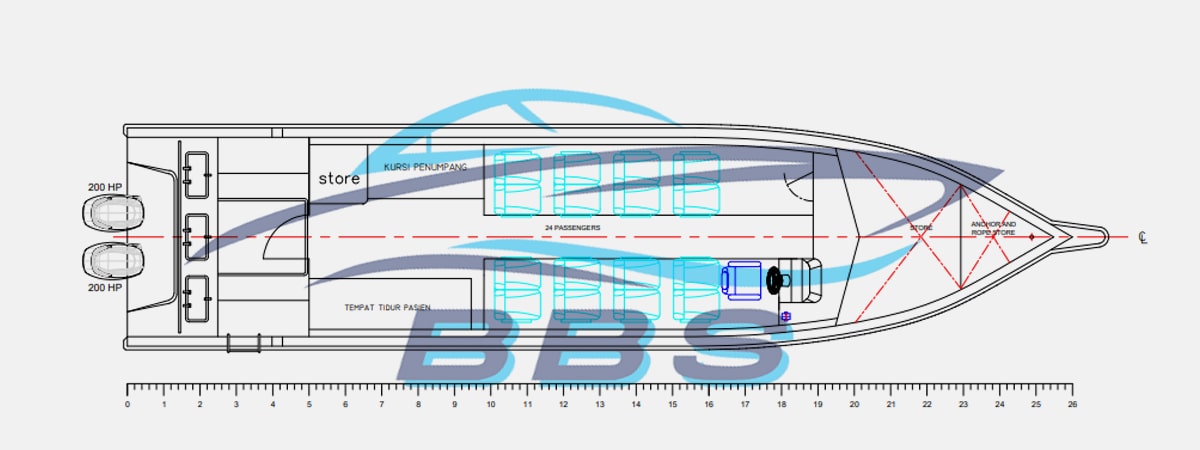 KURSI PENUMPANG
store
200 HP
24 PASSENGERS
STORE
ANCHOR AND
ROPE STORE
℄
200 HP
TEMPAT TIDUR PASIEN
BBS
0 1 2 3 4 5 6 7 8 9 10 11 12 13 14 15 16 17 18 19 20 21 22 23 24 25 26